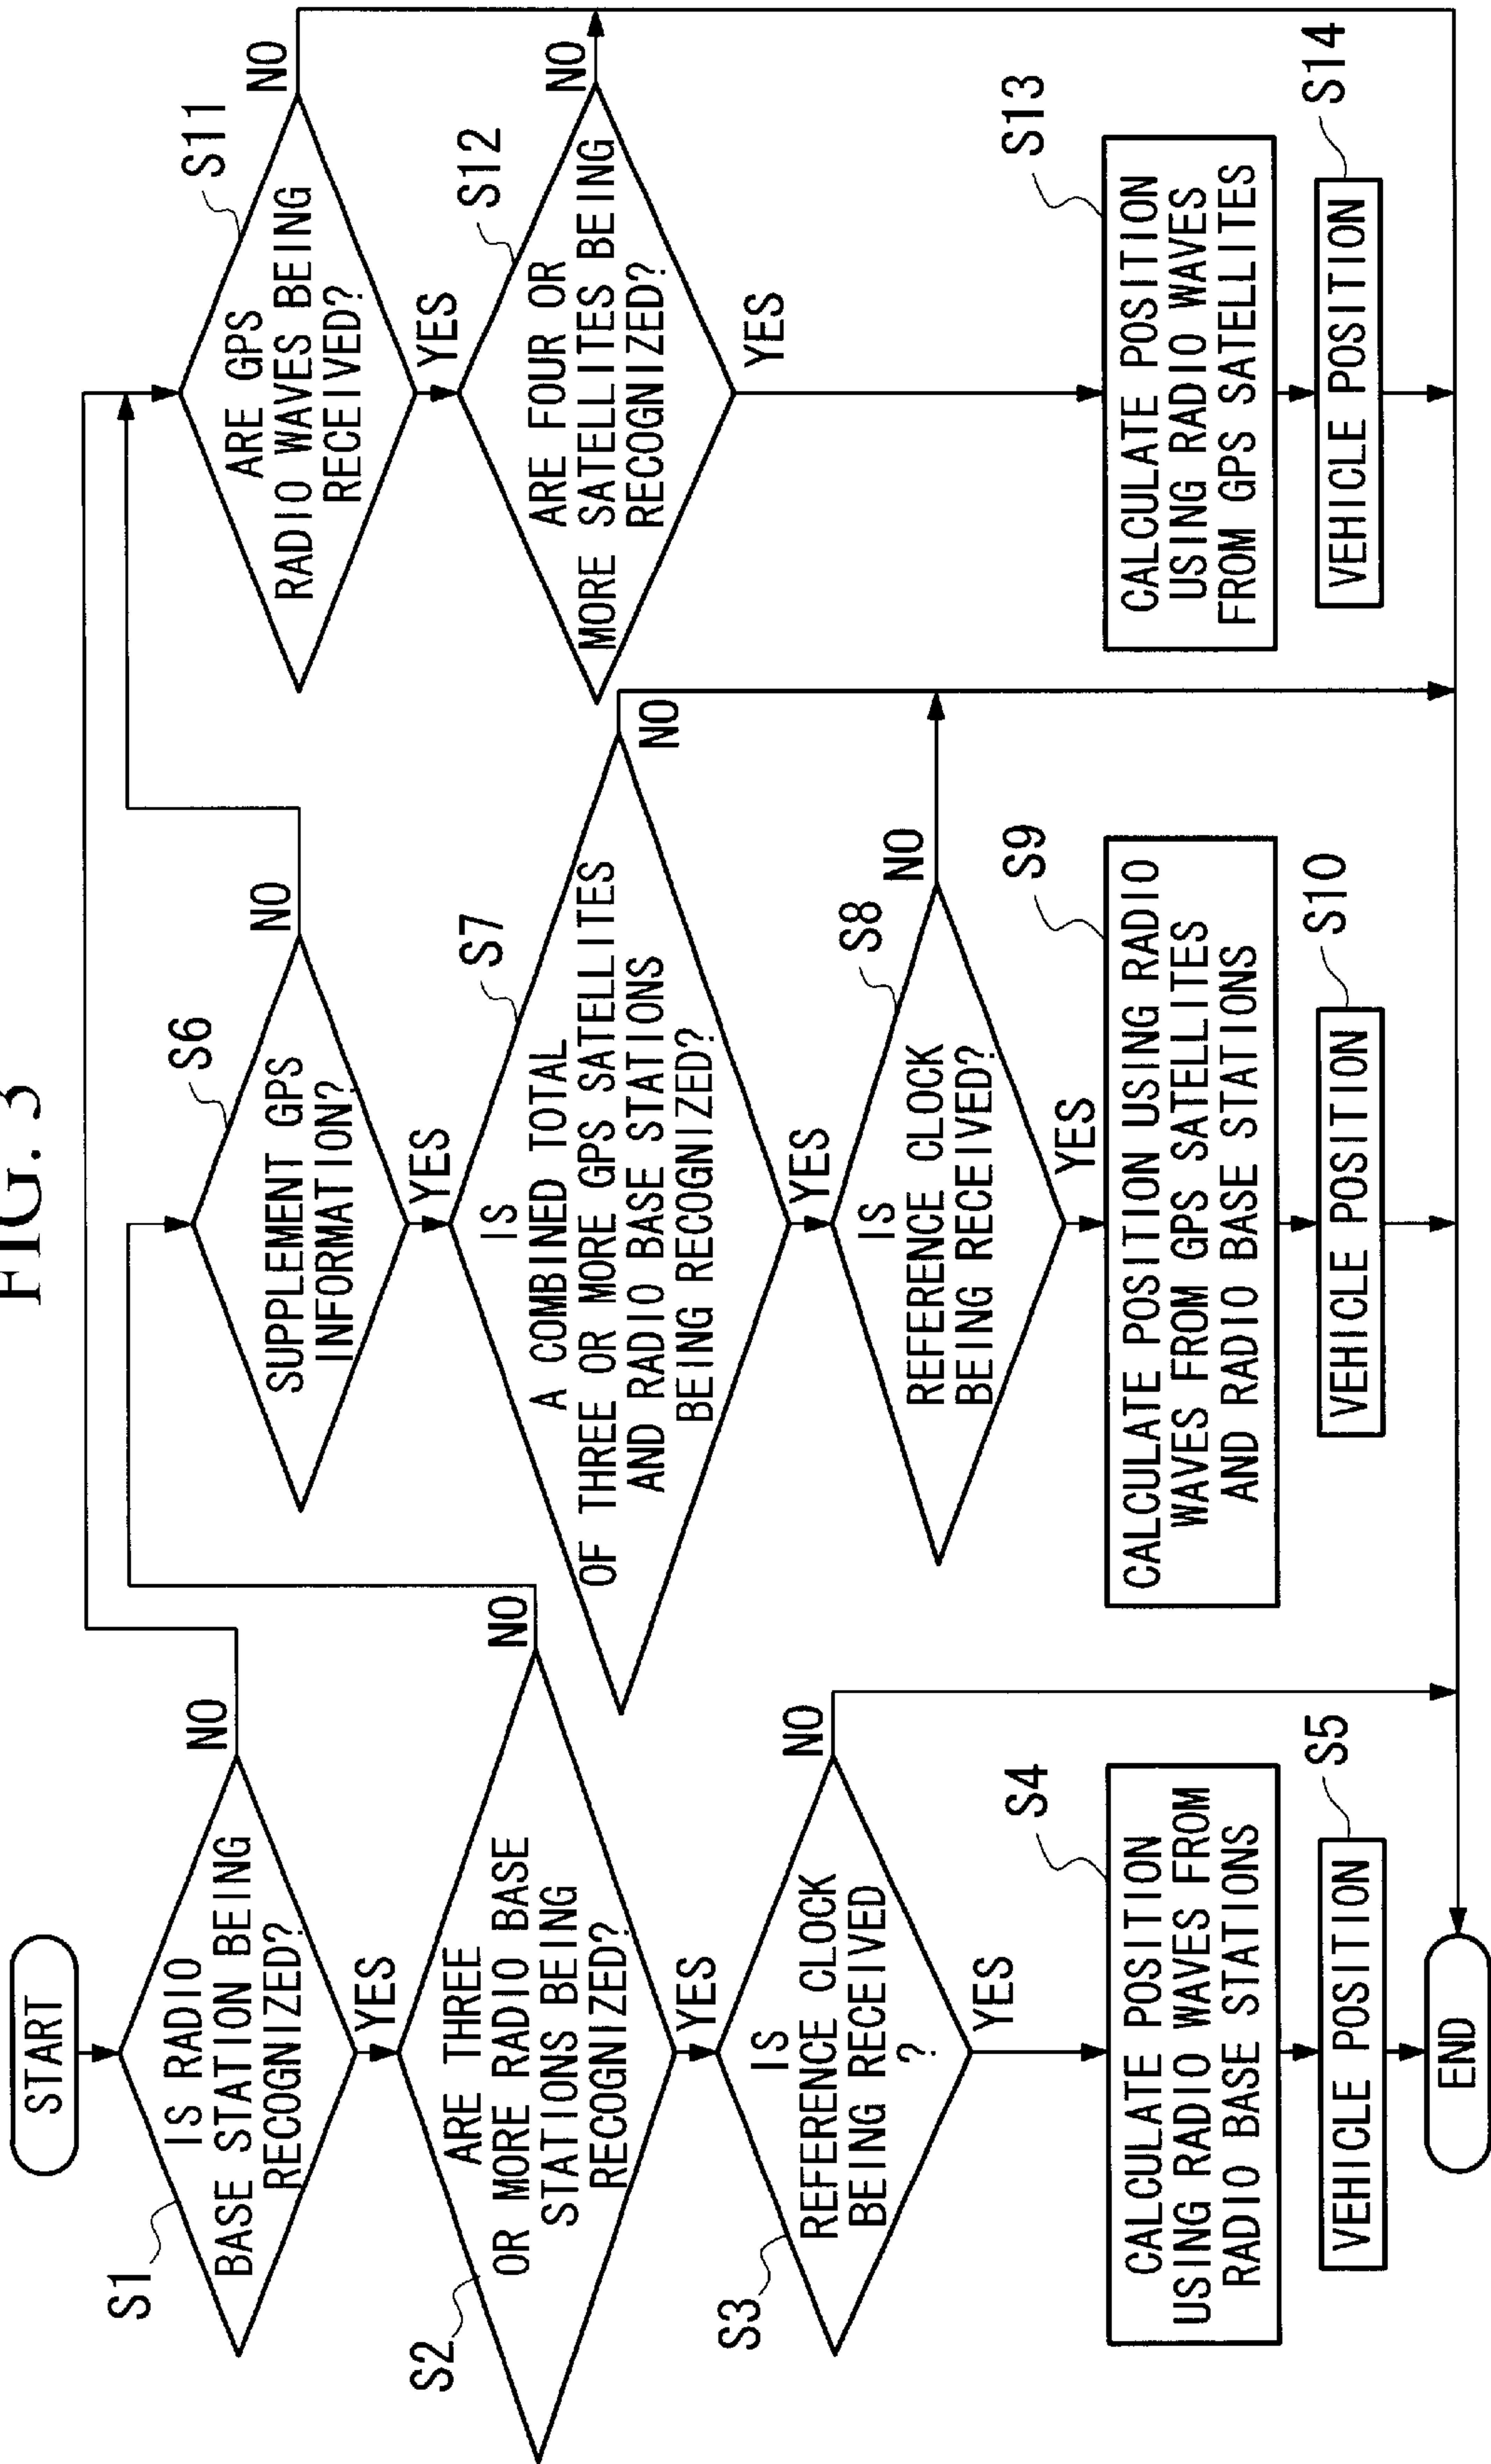 FIG. 3
START
S1
IS RADIO
BASE STATION BEING
RECOGNIZED?
NO
YES
S2
ARE THREE
OR MORE RADIO BASE
STATIONS BEING
RECOGNIZED?
NO
YES
S3
IS
REFERENCE CLOCK
BEING RECEIVED
?
NO
YES
S4
CALCULATE POSITION
USING RADIO WAVES FROM
RADIO BASE STATIONS
S5
VEHICLE POSITION
END
S6
SUPPLEMENT GPS
INFORMATION?
NO
YES
S7
IS
A COMBINED TOTAL
OF THREE OR MORE GPS SATELLITES
AND RADIO BASE STATIONS
BEING RECOGNIZED?
NO
YES
S8
IS
REFERENCE CLOCK
BEING RECEIVED?
NO
YES
S9
CALCULATE POSITION USING RADIO
WAVES FROM GPS SATELLITES
AND RADIO BASE STATIONS
S10
VEHICLE POSITION
S11
ARE GPS
RADIO WAVES BEING
RECEIVED?
NO
YES
S12
ARE FOUR OR
MORE SATELLITES BEING
RECOGNIZED?
NO
YES
S13
CALCULATE POSITION
USING RADIO WAVES
FROM GPS SATELLITES
S14
VEHICLE POSITION